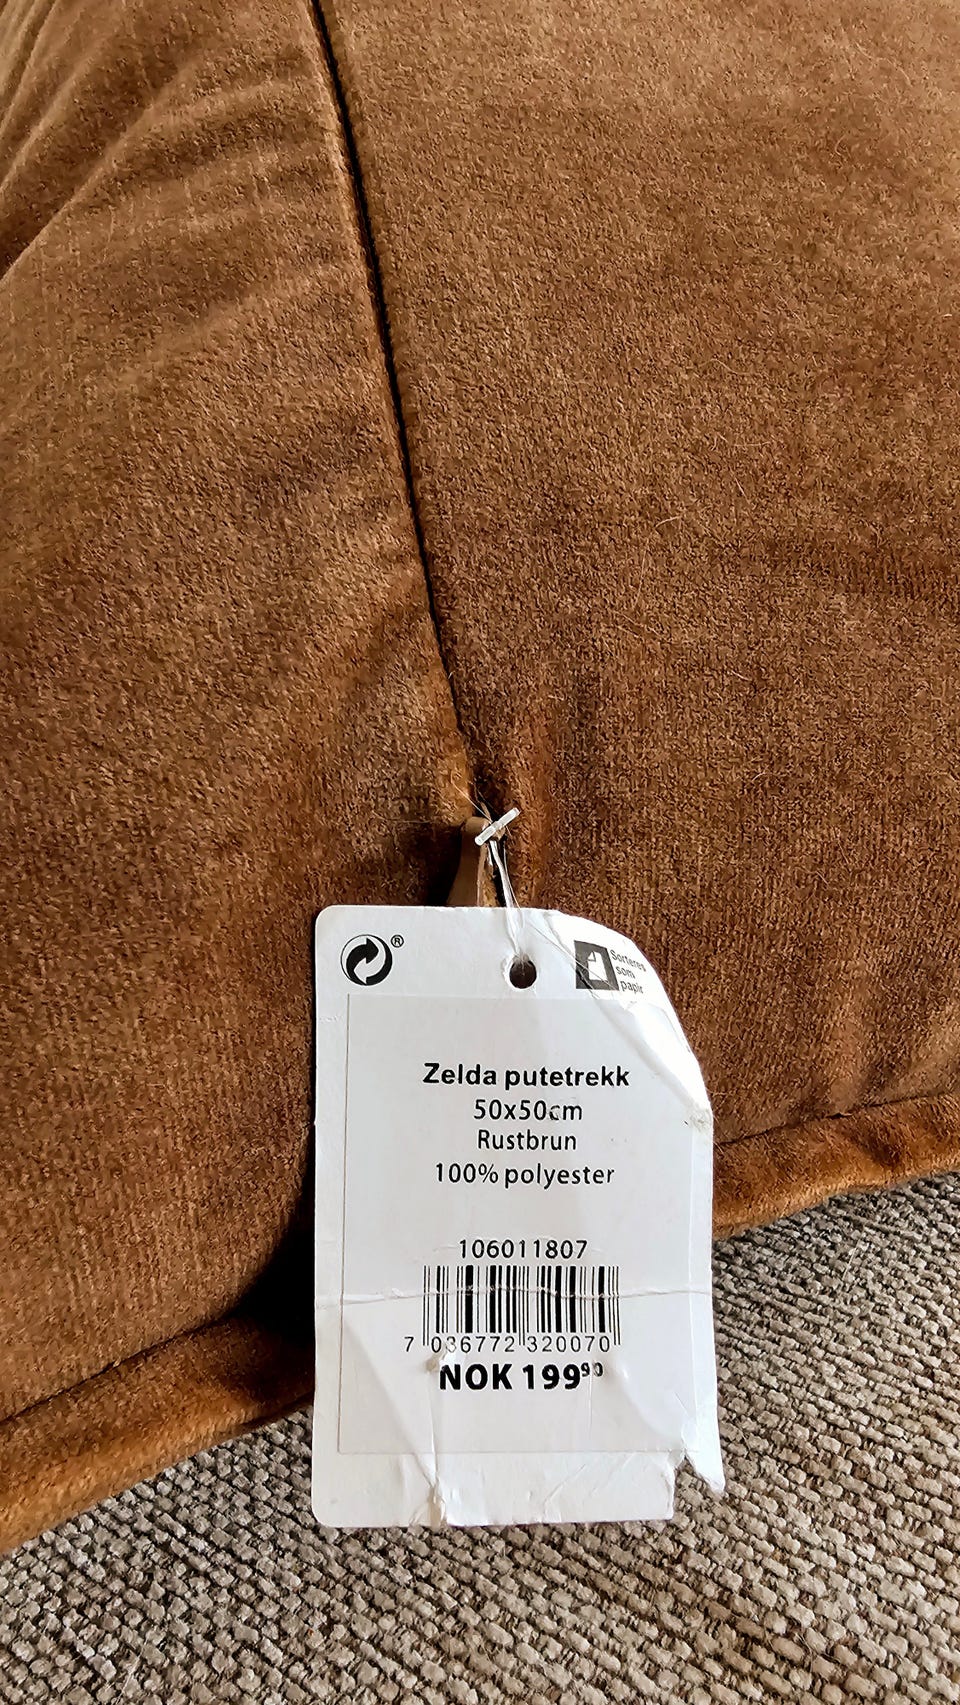 ®
Sorteres
som
papir
Zelda putetrekk
50x50cm
Rustbrun
100% polyester
106011807
7 036772 320070
NOK 199⁹⁰